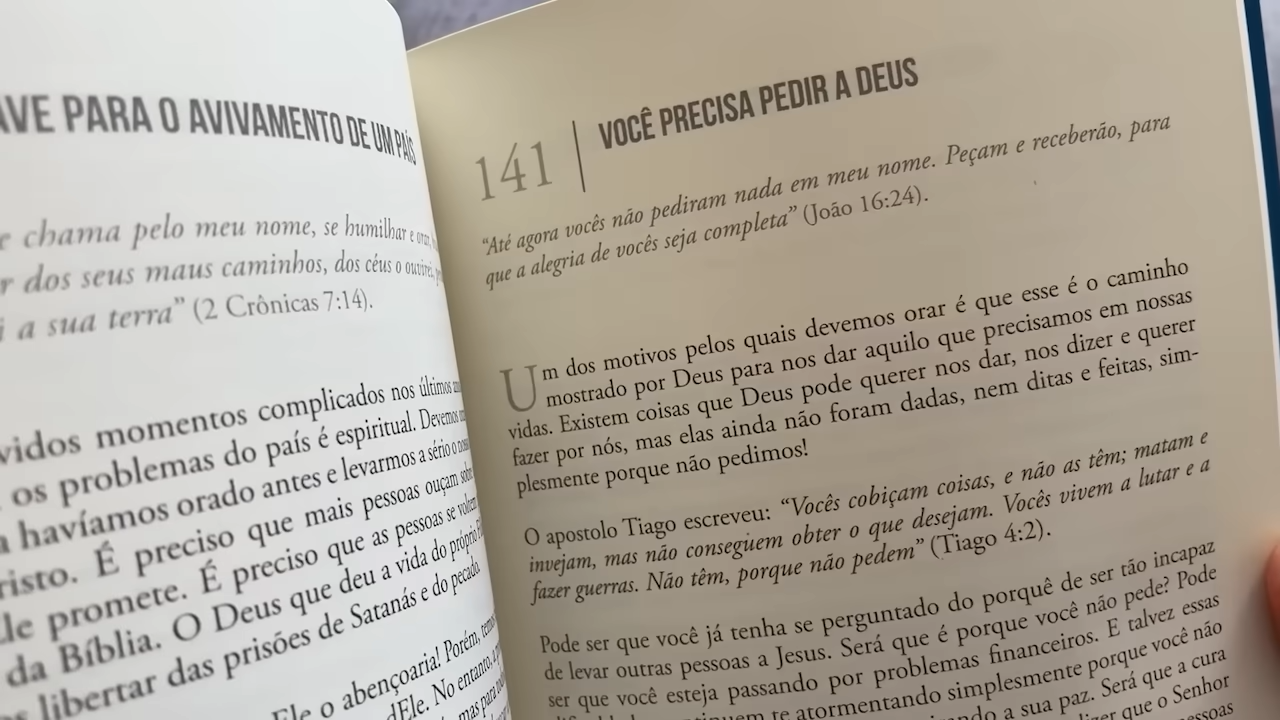 AVE PARA O AVIVAMENTO DE UM PAÍS
e chama pelo meu nome, se humilhar e
r dos seus maus caminhos, dos céus o ouvirei,
i a sua terra” (2 Crônicas 7:14).
vidos momentos complicados nos últimos
os problemas do país é espiritual. Devemos
a havíamos orado antes e levarmos a sério o
risto. É preciso que mais pessoas ouçam sobre
Ele promete. É preciso que as pessoas se voltem
da Bíblia. O Deus que deu a vida do próprio
os libertar das prisões de Satanás e do pecado.
Ele o abençoaria! Porém,
dEle. No entanto,
mas para
141 | VOCÊ PRECISA PEDIR A DEUS
“Até agora vocês não pediram nada em meu nome. Peçam e receberão, para
que a alegria de vocês seja completa” (João 16:24).
Um dos motivos pelos quais devemos orar é que esse é o caminho
mostrado por Deus para nos dar aquilo que precisamos em nossas
vidas. Existem coisas que Deus pode querer nos dar, nos dizer e querer
fazer por nós, mas elas ainda não foram dadas, nem ditas e feitas, sim-
plesmente porque não pedimos!
O apostolo Tiago escreveu: “Vocês cobiçam coisas, e não as têm; matam e
invejam, mas não conseguem obter o que desejam. Vocês vivem a lutar e a
fazer guerras. Não têm, porque não pedem” (Tiago 4:2).
Pode ser que você já tenha se perguntado do porquê de ser tão incapaz
de levar outras pessoas a Jesus. Será que é porque você não pede? Pode
ser que você esteja passando por problemas financeiros. E talvez essas
te atormentando simplesmente porque você não
a sua paz. Será que a cura
dizer que o Senhor
pessoas